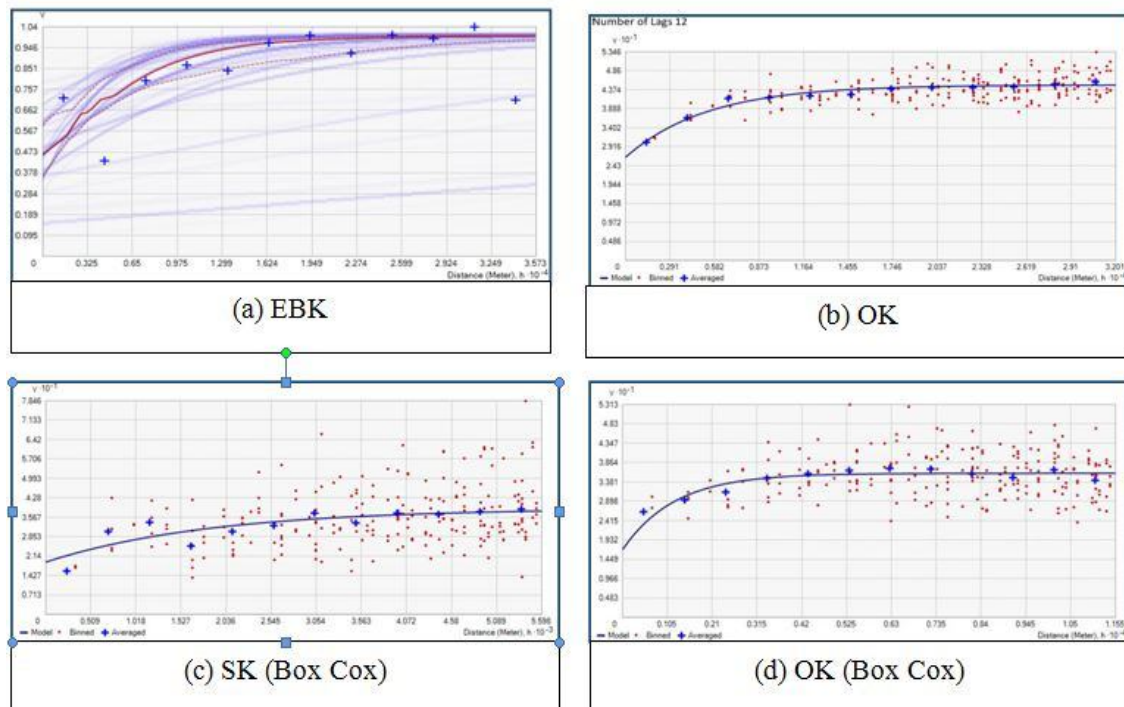 γ
1.04
0.946
0.851
0.757
0.662
0.567
0.473
0.378
0.284
0.189
0.095
0 0.325 0.65 0.975 1.299 1.624 1.949 2.274 2.599 2.924 3.249 3.573
Distance (Meter), h ·10⁻⁴
(a) EBK
Number of Lags 12
γ ·10⁻¹
5.346
4.86
4.374
3.888
3.402
2.916
2.43
1.944
1.458
0.972
0.486
0 0.291 0.582 0.873 1.164 1.455 1.746 2.037 2.328 2.619 2.91 3.201
Distance (Meter), h ·10⁻⁴
Model Binned Averaged
(b) OK
7.846
7.133
6.42
5.706
4.993
4.28
3.567
2.853
2.14
1.427
0.713
0 0.509 1.018 1.527 2.036 2.545 3.054 3.563 4.072 4.58 5.089 5.598
Distance (Meter), h ·10⁻³
Model Binned Averaged
(c) SK (Box Cox)
γ ·10⁻¹
5.313
4.83
4.347
3.864
3.381
2.898
2.415
1.932
1.449
0.966
0.483
0 0.105 0.21 0.315 0.42 0.525 0.63 0.735 0.84 0.945 1.05 1.155
Distance (Meter), h ·10⁻⁴
Model Binned Averaged
(d) OK (Box Cox)